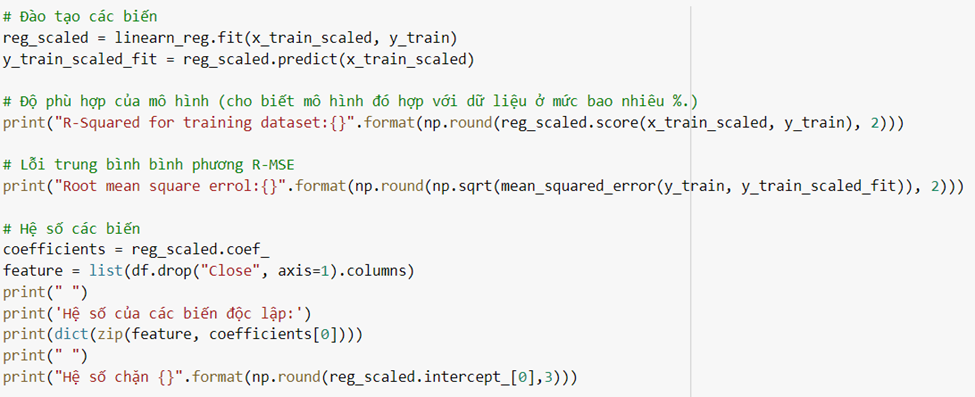 # Đào tạo các biến
reg_scaled = linearn_reg.fit(x_train_scaled, y_train)
y_train_scaled_fit = reg_scaled.predict(x_train_scaled)
# Độ phù hợp của mô hình (cho biết mô hình đó hợp với dữ liệu ở mức bao nhiêu %.)
print("R-Squared for training dataset:{}".format(np.round(reg_scaled.score(x_train_scaled, y_train), 2)))
# Lỗi trung bình bình phương R-MSE
print("Root mean square errol:{}".format(np.round(np.sqrt(mean_squared_error(y_train, y_train_scaled_fit)), 2)))
# Hệ số các biến
coefficients = reg_scaled.coef_
feature = list(df.drop("Close", axis=1).columns)
print(" ")
print('Hệ số của các biến độc lập:')
print(dict(zip(feature, coefficients[0])))
print(" ")
print("Hệ số chặn {}".format(np.round(reg_scaled.intercept_[0],3)))